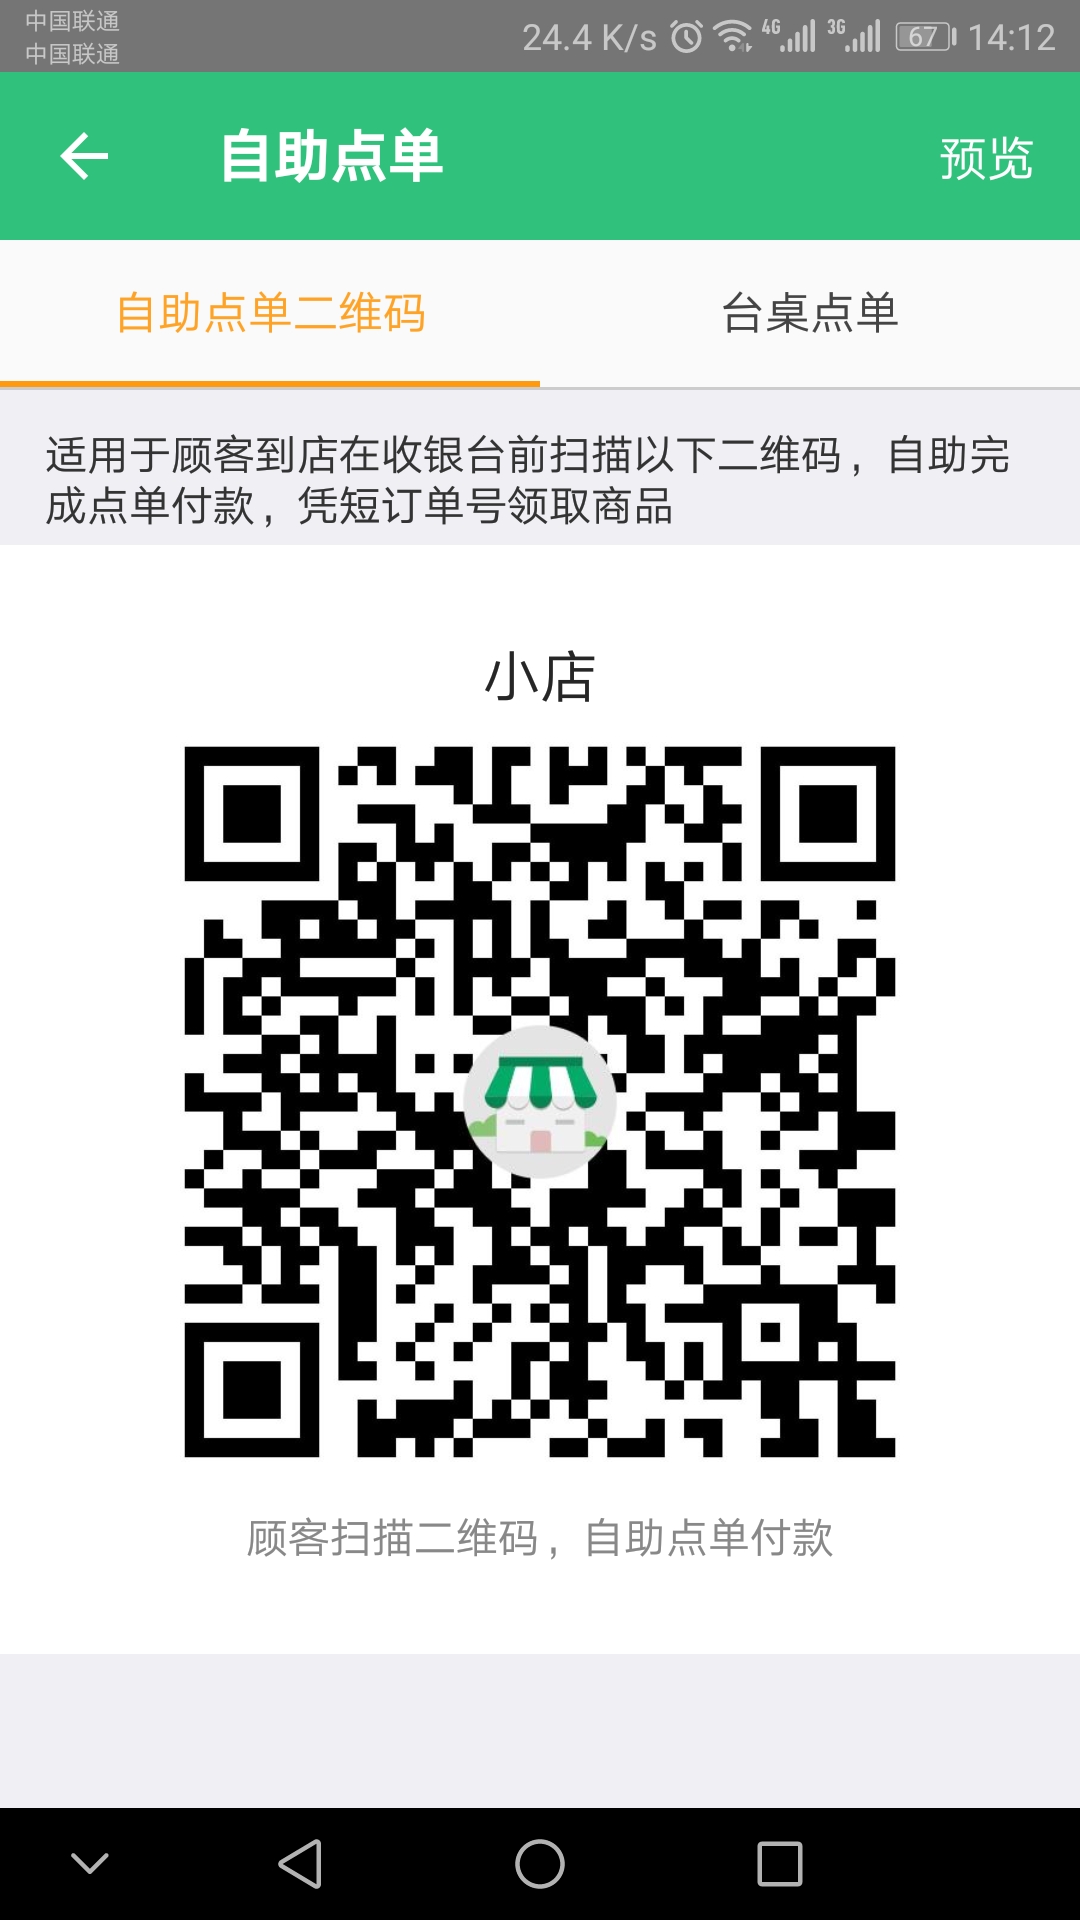 中国联通
中国联通
24.4 K/s 4G 3G 67 14:12
自助点单
预览
自助点单二维码
台桌点单
适用于顾客到店在收银台前扫描以下二维码，自助完
成点单付款，凭短订单号领取商品
小店
顾客扫描二维码，自助点单付款